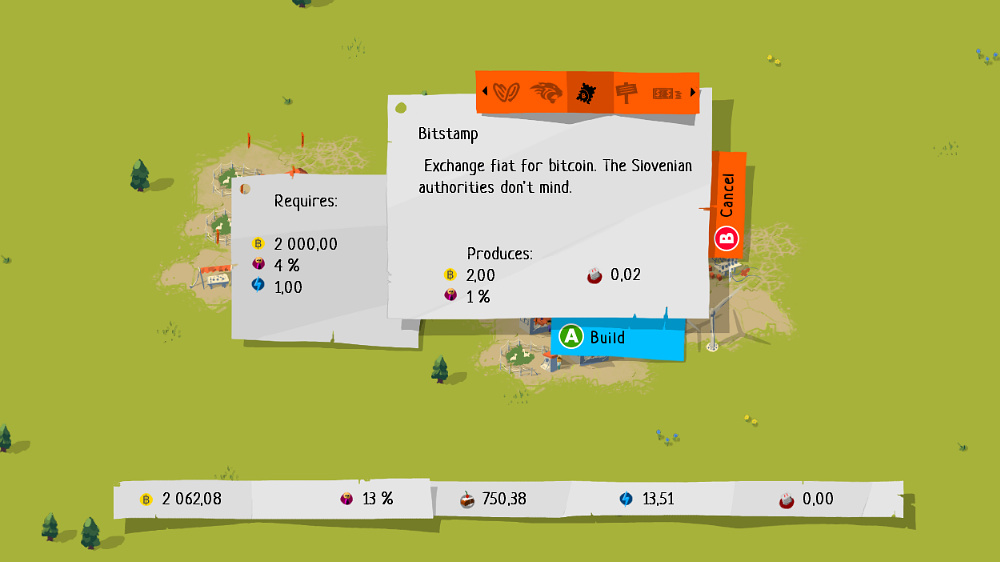 Bitstamp
Exchange fiat for bitcoin. The Slovenian
authorities don't mind.
Requires:
2 000,00
4 %
1,00
Produces:
2,00
0,02
1 %
B Cancel
A Build
2 062,08
13 %
750,38
13,51
0,00